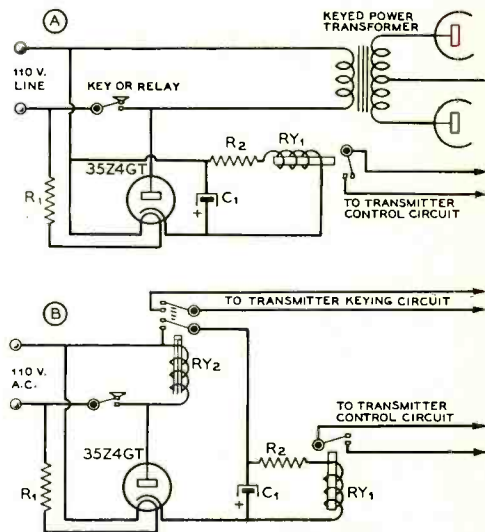 A
KEYED POWER
TRANSFORMER
110 V.
LINE
KEY OR RELAY
R2
RY1
35Z4GT
R1
C1
+
TO TRANSMITTER
CONTROL CIRCUIT
B
TO TRANSMITTER KEYING CIRCUIT
110 V.
A.C.
RY2
TO TRANSMITTER
CONTROL CIRCUIT
35Z4GT
R2
R1
C1
+
RY1